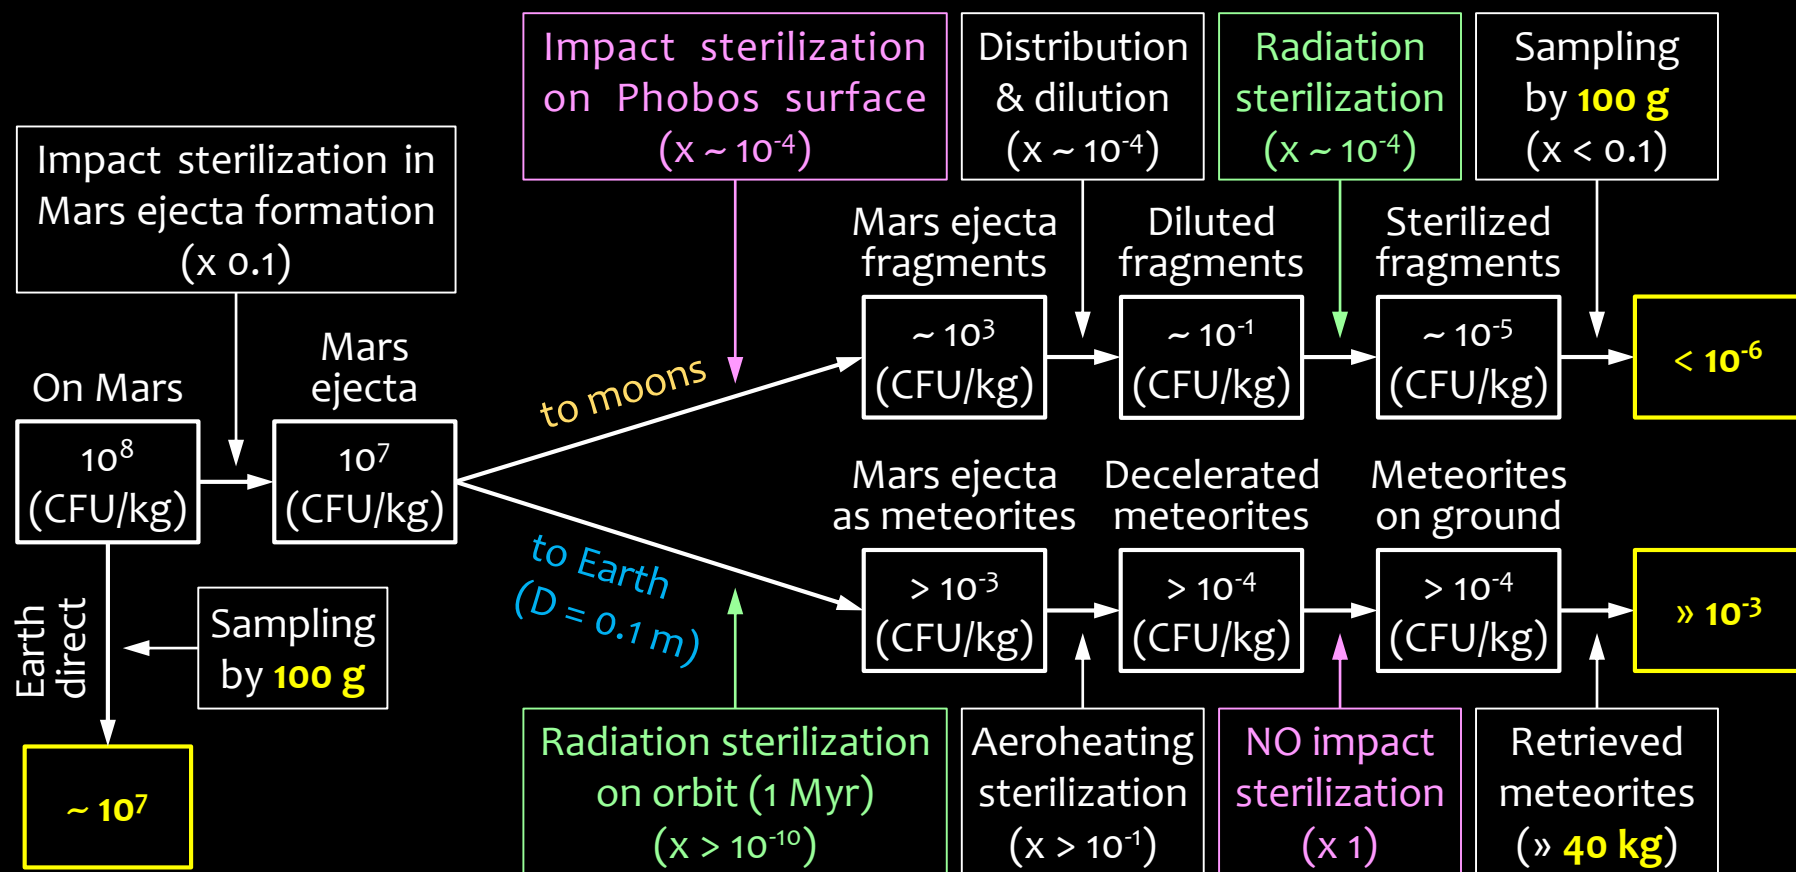 Impact sterilization
on Phobos surface
(x ~ 10⁻⁴)
Distribution
& dilution
(x ~ 10⁻⁴)
Radiation
sterilization
(x ~ 10⁻⁴)
Sampling
by 100 g
(x < 0.1)
Impact sterilization in
Mars ejecta formation
(x 0.1)
Mars ejecta
fragments
Diluted
fragments
Sterilized
fragments
~ 10³
(CFU/kg)
~ 10⁻¹
(CFU/kg)
~ 10⁻⁵
(CFU/kg)
< 10⁻⁶
On Mars
Mars
ejecta
to moons
10⁸
(CFU/kg)
10⁷
(CFU/kg)
Mars ejecta
as meteorites
Decelerated
meteorites
Meteorites
on ground
to Earth
(D = 0.1 m)
> 10⁻³
(CFU/kg)
> 10⁻⁴
(CFU/kg)
> 10⁻⁴
(CFU/kg)
» 10⁻³
Earth
direct
Sampling
by 100 g
~ 10⁷
Radiation sterilization
on orbit (1 Myr)
(x > 10⁻¹⁰)
Aeroheating
sterilization
(x > 10⁻¹)
NO impact
sterilization
(x 1)
Retrieved
meteorites
(» 40 kg)